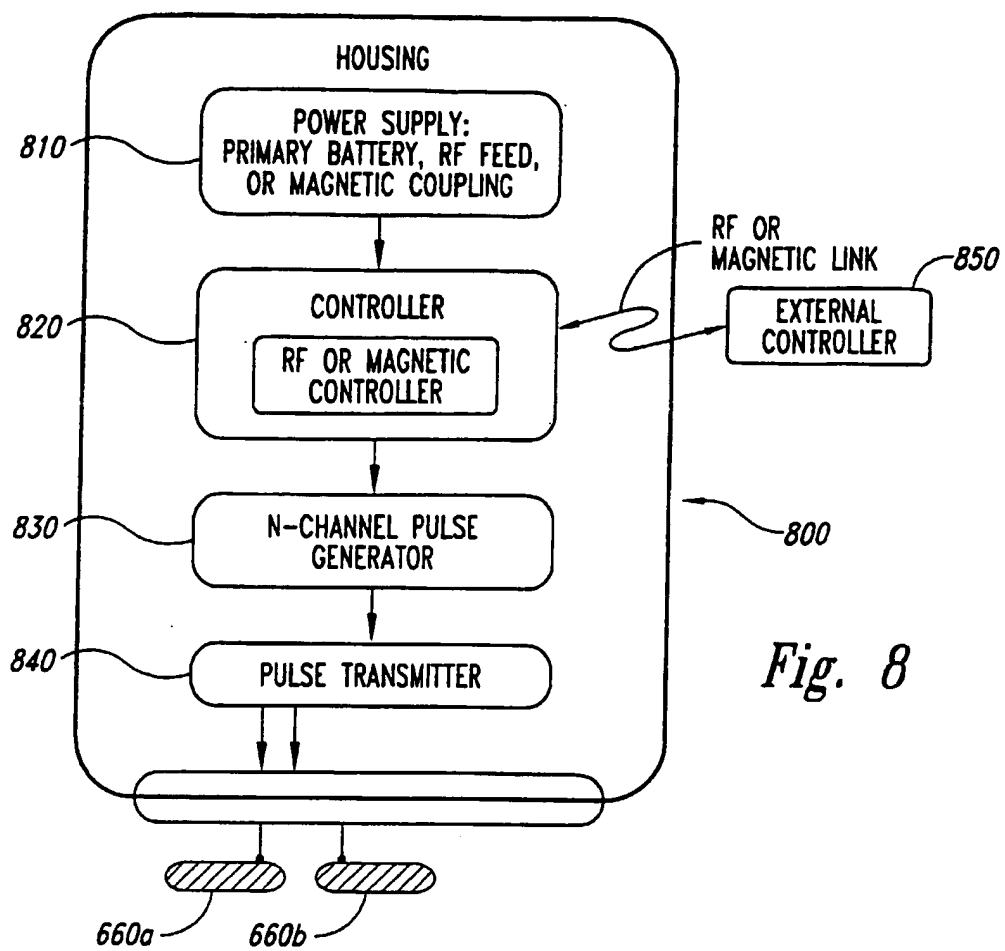 HOUSING
810
POWER SUPPLY:
PRIMARY BATTERY, RF FEED,
OR MAGNETIC COUPLING
RF OR
MAGNETIC LINK
850
820
CONTROLLER
EXTERNAL
CONTROLLER
RF OR MAGNETIC
CONTROLLER
830
N-CHANNEL PULSE
GENERATOR
800
840
PULSE TRANSMITTER
Fig. 8
660a
660b